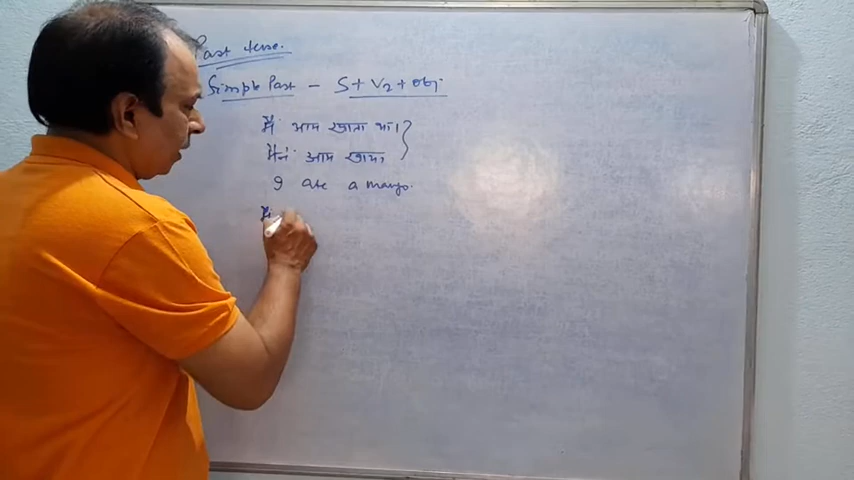 Past tense.
Simple Past – S + V2 + obj
मैं आम खाता था।
मैंने आम खाया।
I ate a mango.
मैं